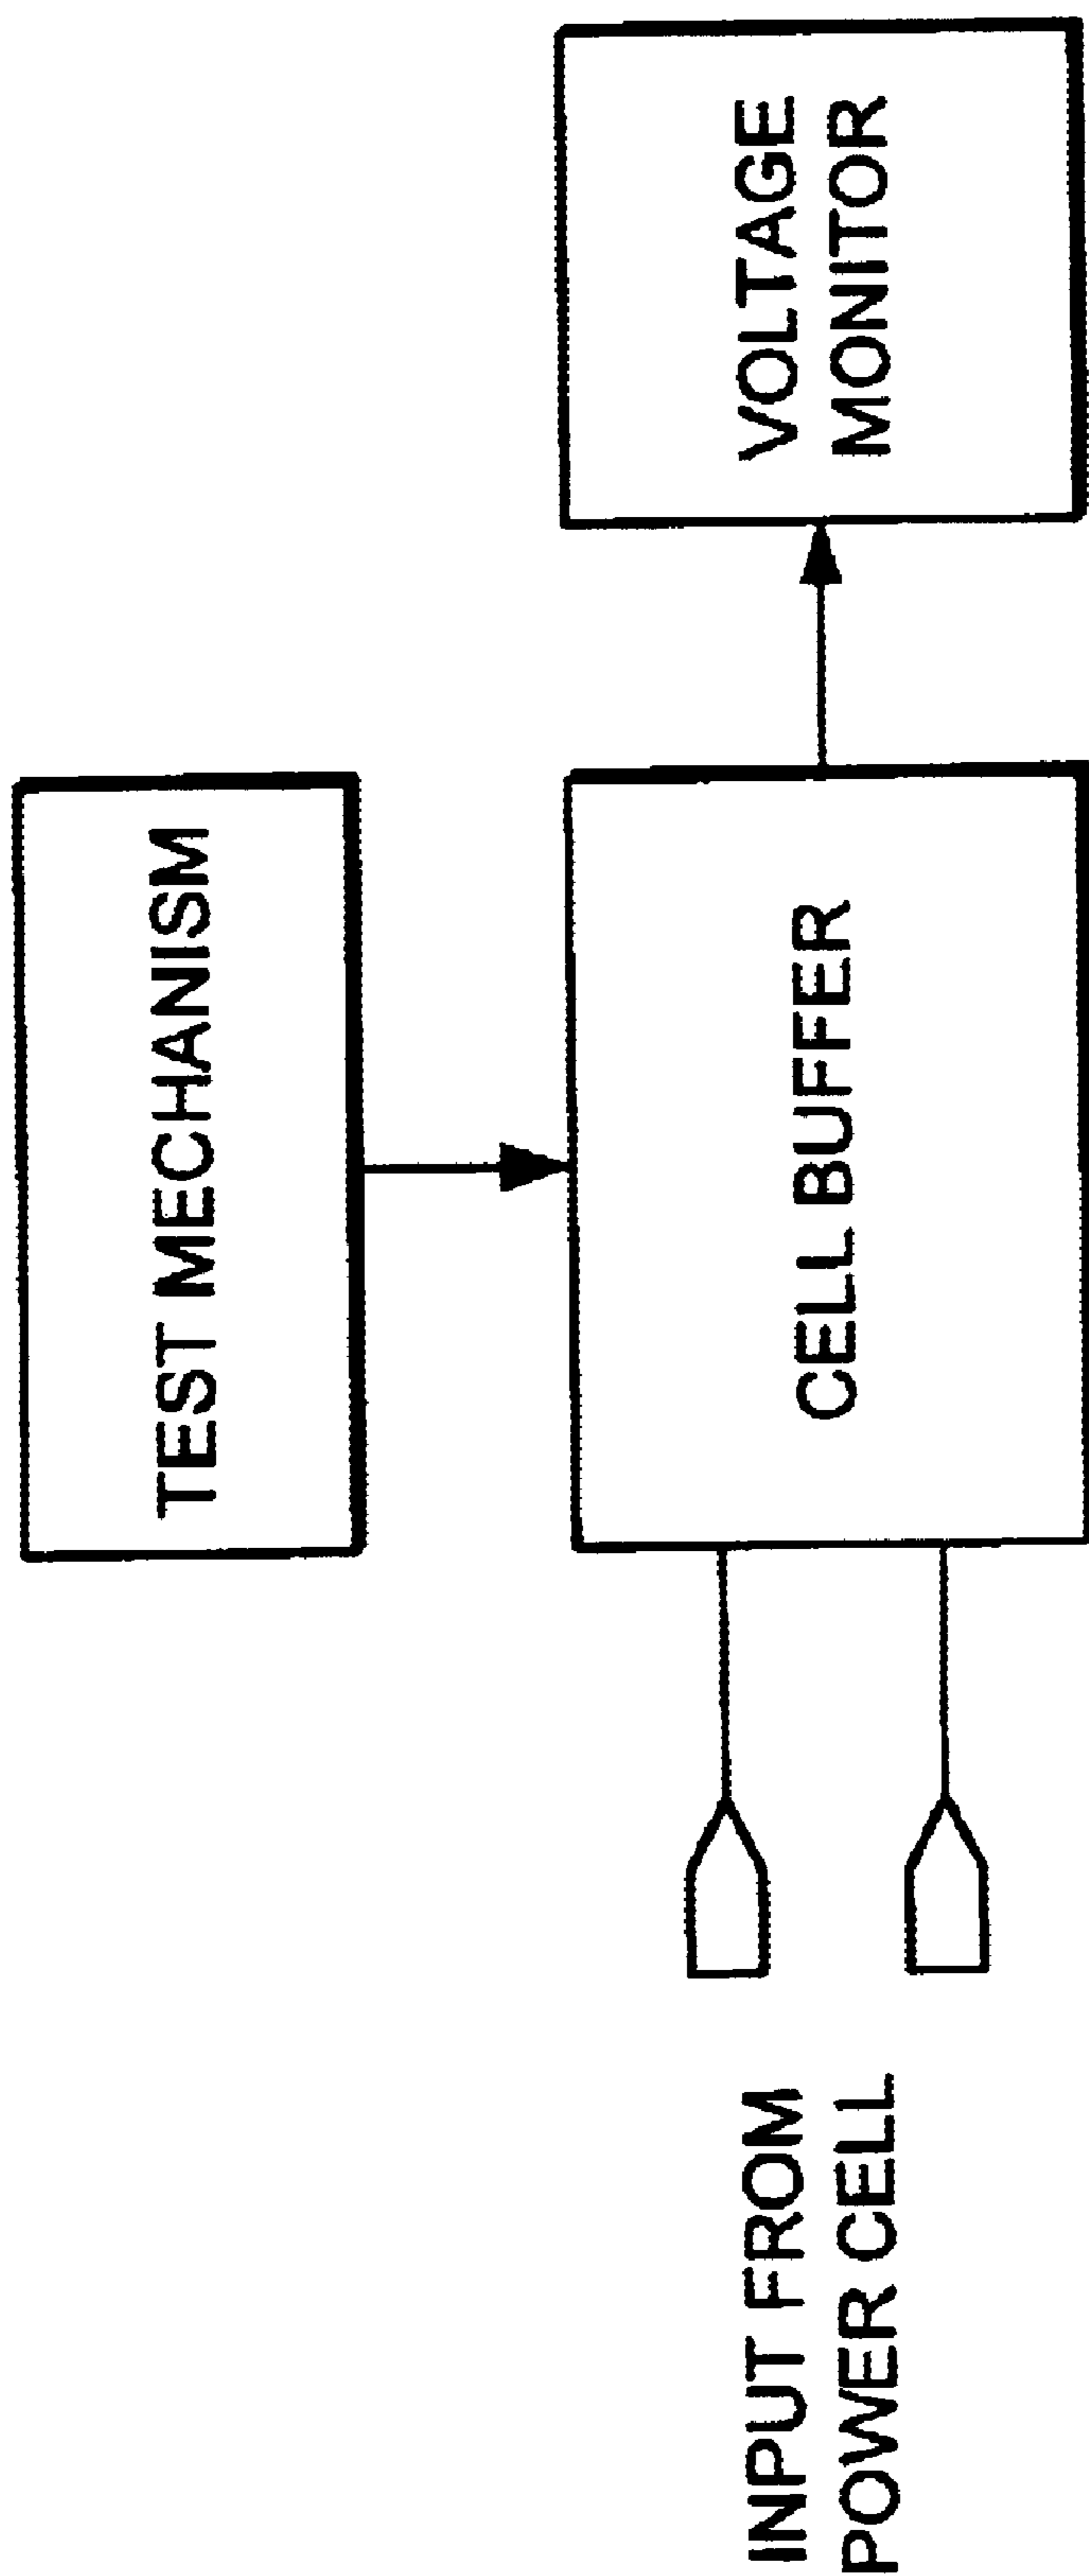 TEST MECHANISM
INPUT FROM
POWER CELL
CELL BUFFER
VOLTAGE
MONITOR